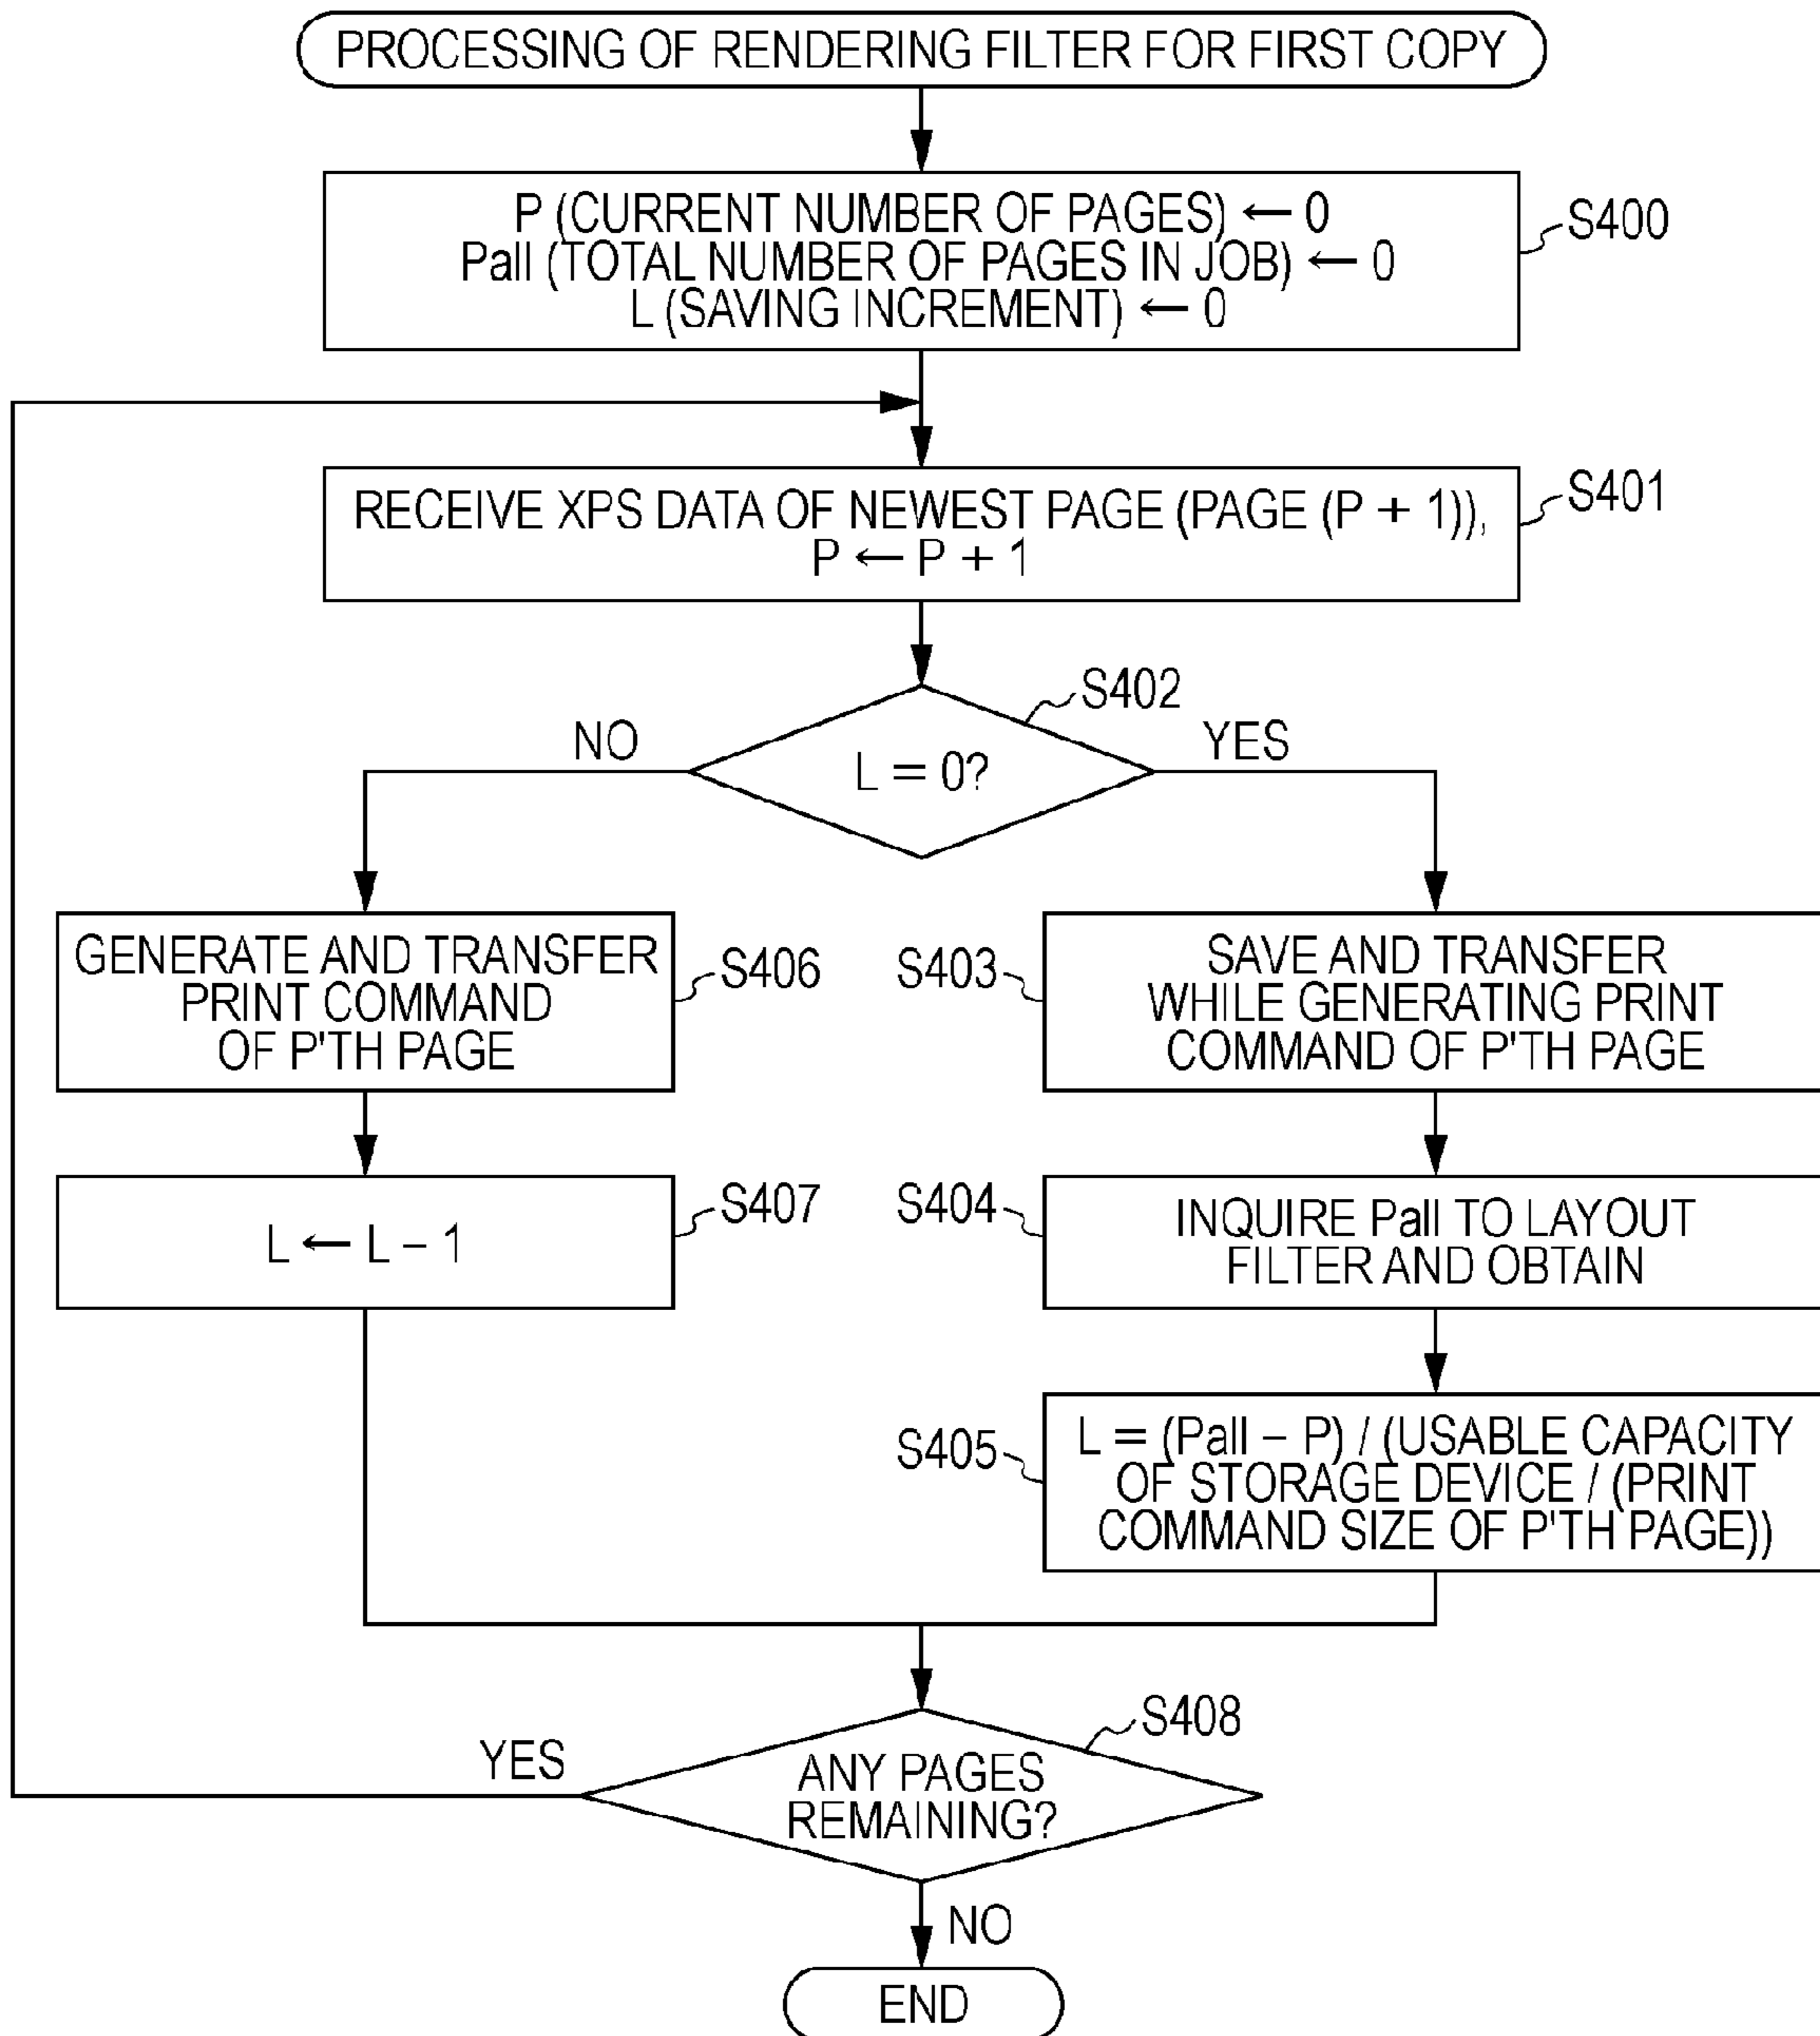 PROCESSING OF RENDERING FILTER FOR FIRST COPY
P (CURRENT NUMBER OF PAGES) ← 0
Pall (TOTAL NUMBER OF PAGES IN JOB) ← 0
L (SAVING INCREMENT) ← 0
S400
RECEIVE XPS DATA OF NEWEST PAGE (PAGE (P + 1)),
P ← P + 1
S401
S402
L = 0?
NO
YES
GENERATE AND TRANSFER
PRINT COMMAND
OF P'TH PAGE
S406
S403
SAVE AND TRANSFER
WHILE GENERATING PRINT
COMMAND OF P'TH PAGE
L ← L – 1
S407
S404
INQUIRE Pall TO LAYOUT
FILTER AND OBTAIN
S405
L = (Pall – P) / (USABLE CAPACITY
OF STORAGE DEVICE / (PRINT
COMMAND SIZE OF P'TH PAGE))
S408
ANY PAGES
REMAINING?
YES
NO
END